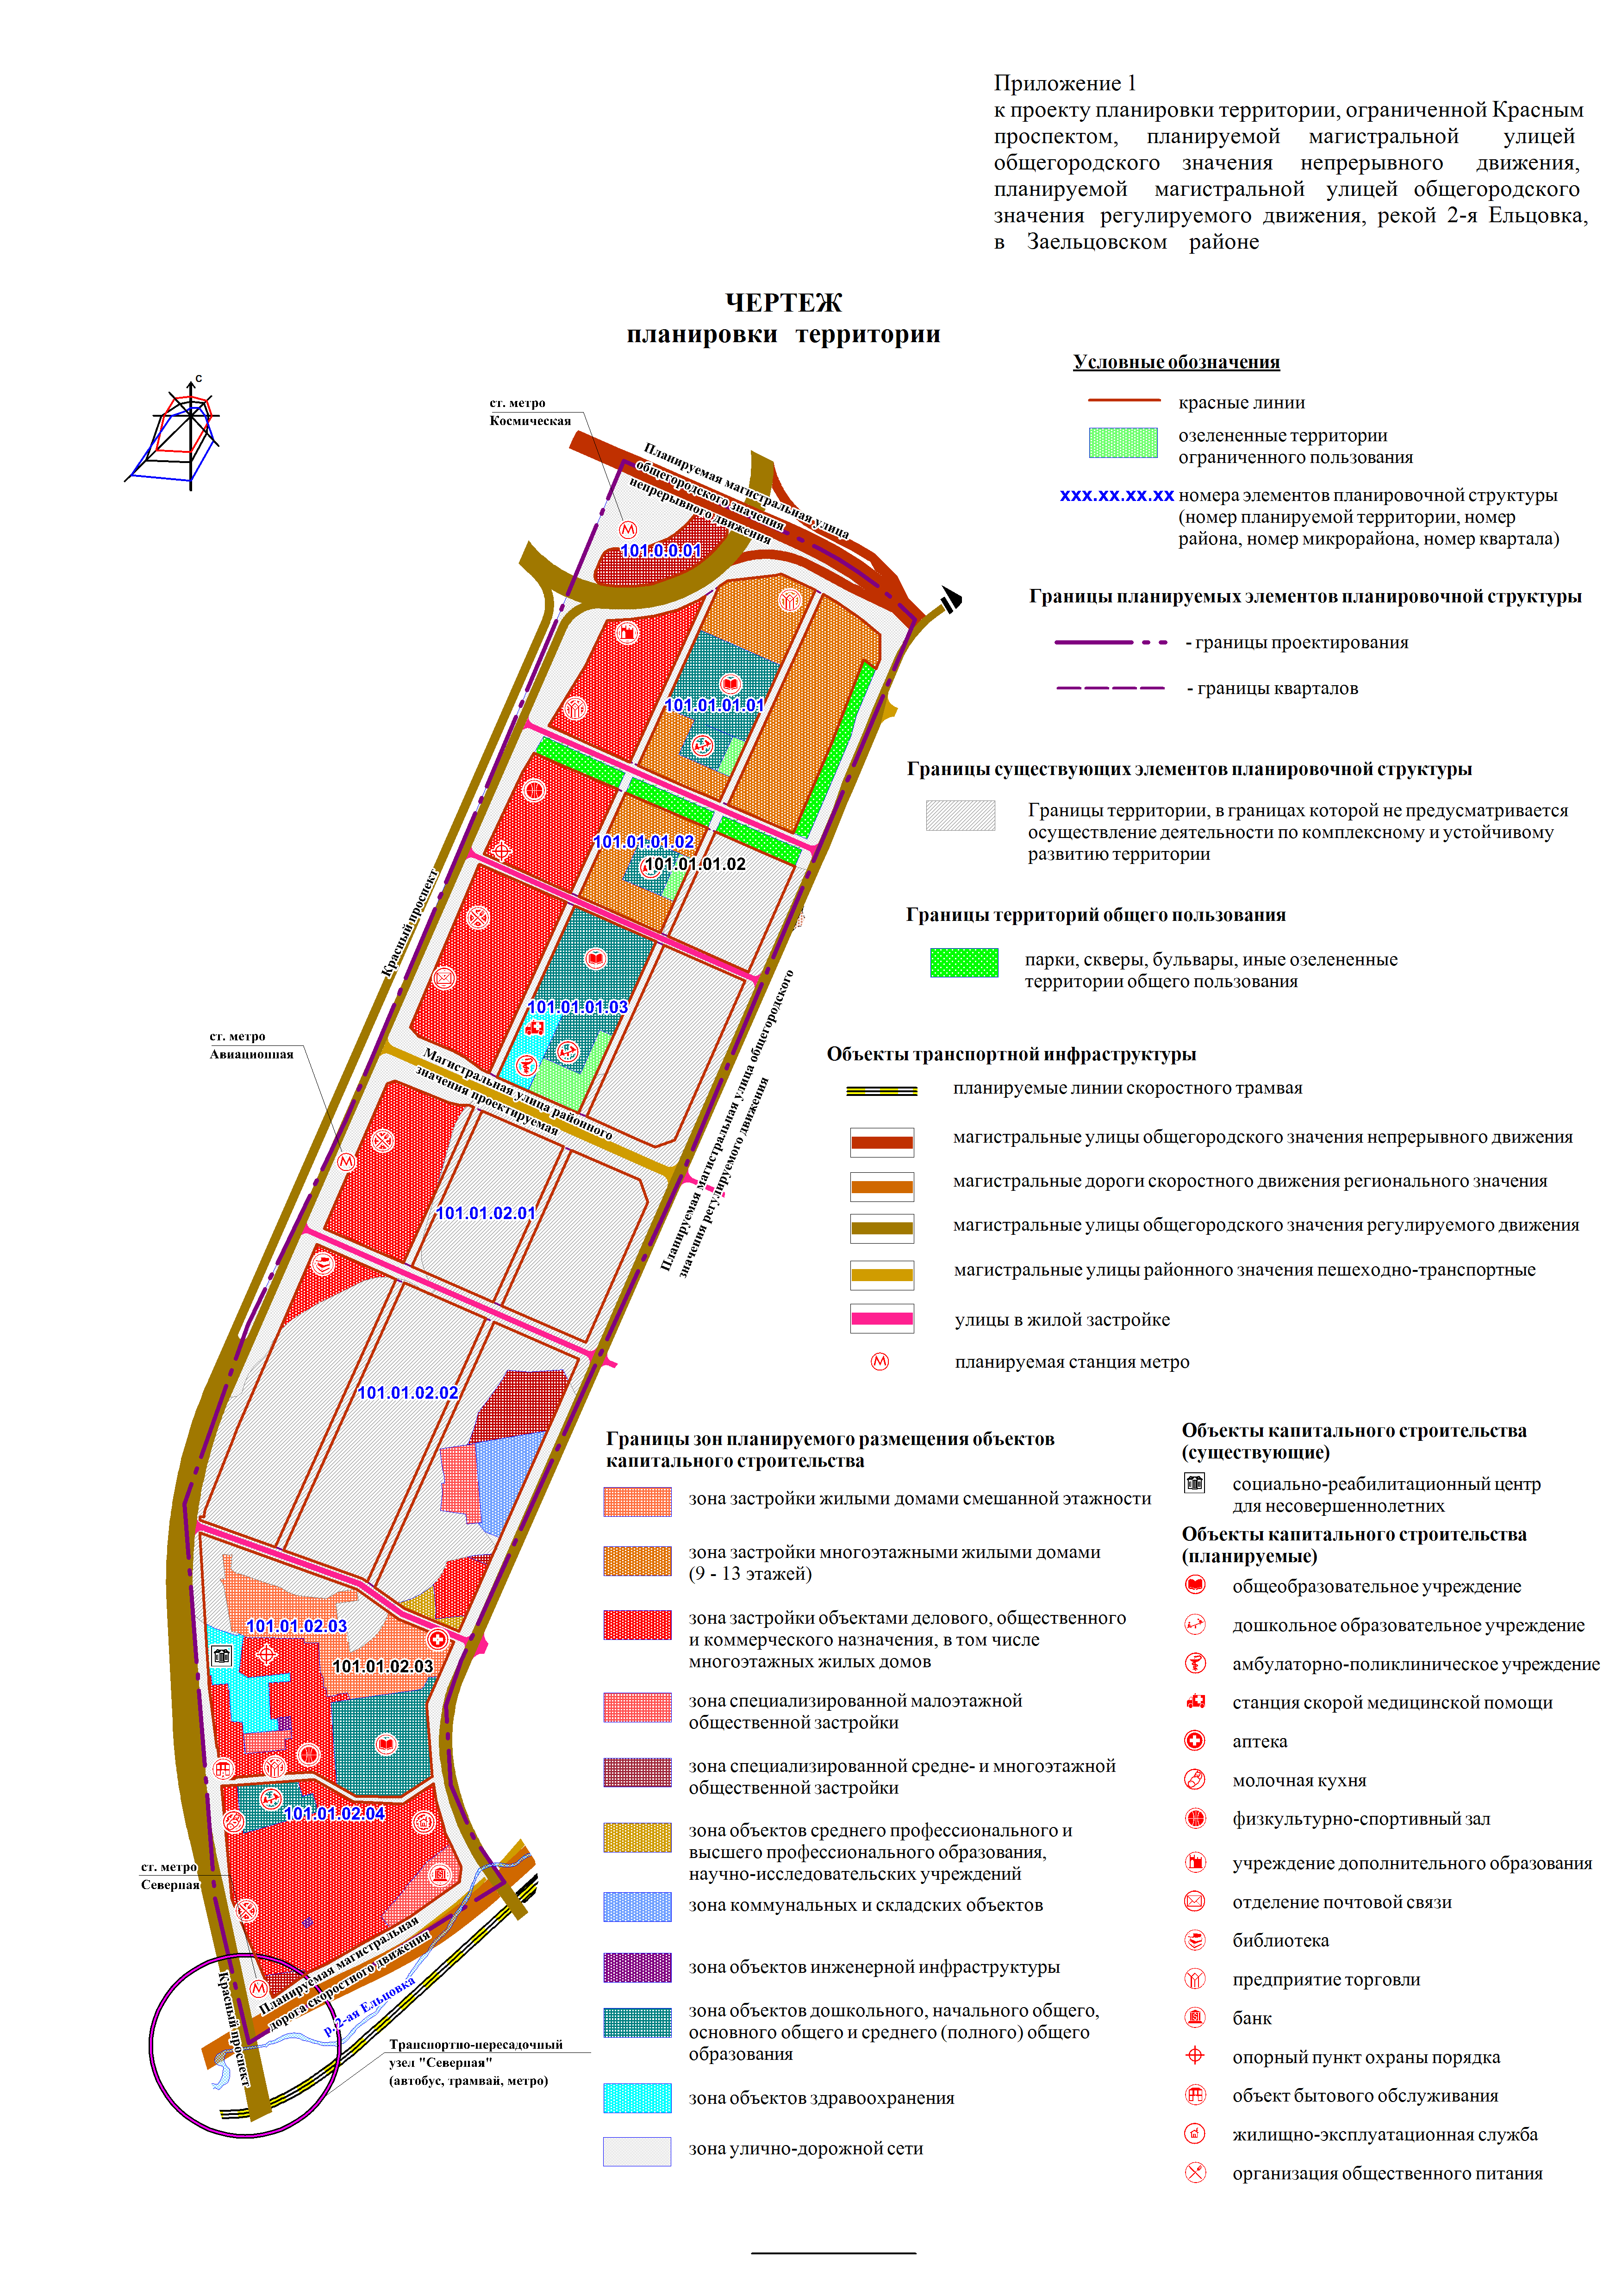 Приложение 1
к проекту планировки территории, ограниченной Красным
проспектом, планируемой магистральной улицей
общегородского значения непрерывного движения,
планируемой магистральной улицей общегородского
значения регулируемого движения, рекой 2-я Ельцовка,
в Заельцовском районе
ЧЕРТЕЖ
планировки территории
С
ст. метро
Космическая
Планируемая магистральная улица
общегородского значения
непрерывного движения
101.0.0.01
101.01.01.01
101.01.01.02
101.01.01.02
Красный проспект
101.01.01.03
ст. метро
Авиационная
Магистральная улица районного
значения проектируемая
Планируемая магистральная улица общегородского
значения регулируемого движения
101.01.02.01
101.01.02.02
101.01.02.03
101.01.02.03
101.01.02.04
ст. метро
Северная
Красный проспект
Планируемая магистральная
дорога скоростного движения
р. 2-ая Ельцовка
Транспортно-пересадочный
узел "Северная"
(автобус, трамвай, метро)
Условные обозначения
красные линии
озелененные территории
ограниченного пользования
xxx.xx.xx.xx номера элементов планировочной структуры
(номер планируемой территории, номер
района, номер микрорайона, номер квартала)
Границы планируемых элементов планировочной структуры
- границы проектирования
- границы кварталов
Границы существующих элементов планировочной структуры
Границы территории, в границах которой не предусматривается
осуществление деятельности по комплексному и устойчивому
развитию территории
Границы территорий общего пользования
парки, скверы, бульвары, иные озелененные
территории общего пользования
Объекты транспортной инфраструктуры
планируемые линии скоростного трамвая
магистральные улицы общегородского значения непрерывного движения
магистральные дороги скоростного движения регионального значения
магистральные улицы общегородского значения регулируемого движения
магистральные улицы районного значения пешеходно-транспортные
улицы в жилой застройке
планируемая станция метро
Границы зон планируемого размещения объектов
капитального строительства
зона застройки жилыми домами смешанной этажности
зона застройки многоэтажными жилыми домами
(9 - 13 этажей)
зона застройки объектами делового, общественного
и коммерческого назначения, в том числе
многоэтажных жилых домов
зона специализированной малоэтажной
общественной застройки
зона специализированной средне- и многоэтажной
общественной застройки
зона объектов среднего профессионального и
высшего профессионального образования,
научно-исследовательских учреждений
зона коммунальных и складских объектов
зона объектов инженерной инфраструктуры
зона объектов дошкольного, начального общего,
основного общего и среднего (полного) общего
образования
зона объектов здравоохранения
зона улично-дорожной сети
Объекты капитального строительства
(существующие)
социально-реабилитационный центр
для несовершеннолетних
Объекты капитального строительства
(планируемые)
общеобразовательное учреждение
дошкольное образовательное учреждение
амбулаторно-поликлиническое учреждение
станция скорой медицинской помощи
аптека
молочная кухня
физкультурно-спортивный зал
учреждение дополнительного образования
отделение почтовой связи
библиотека
предприятие торговли
банк
опорный пункт охраны порядка
объект бытового обслуживания
жилищно-эксплуатационная служба
организация общественного питания